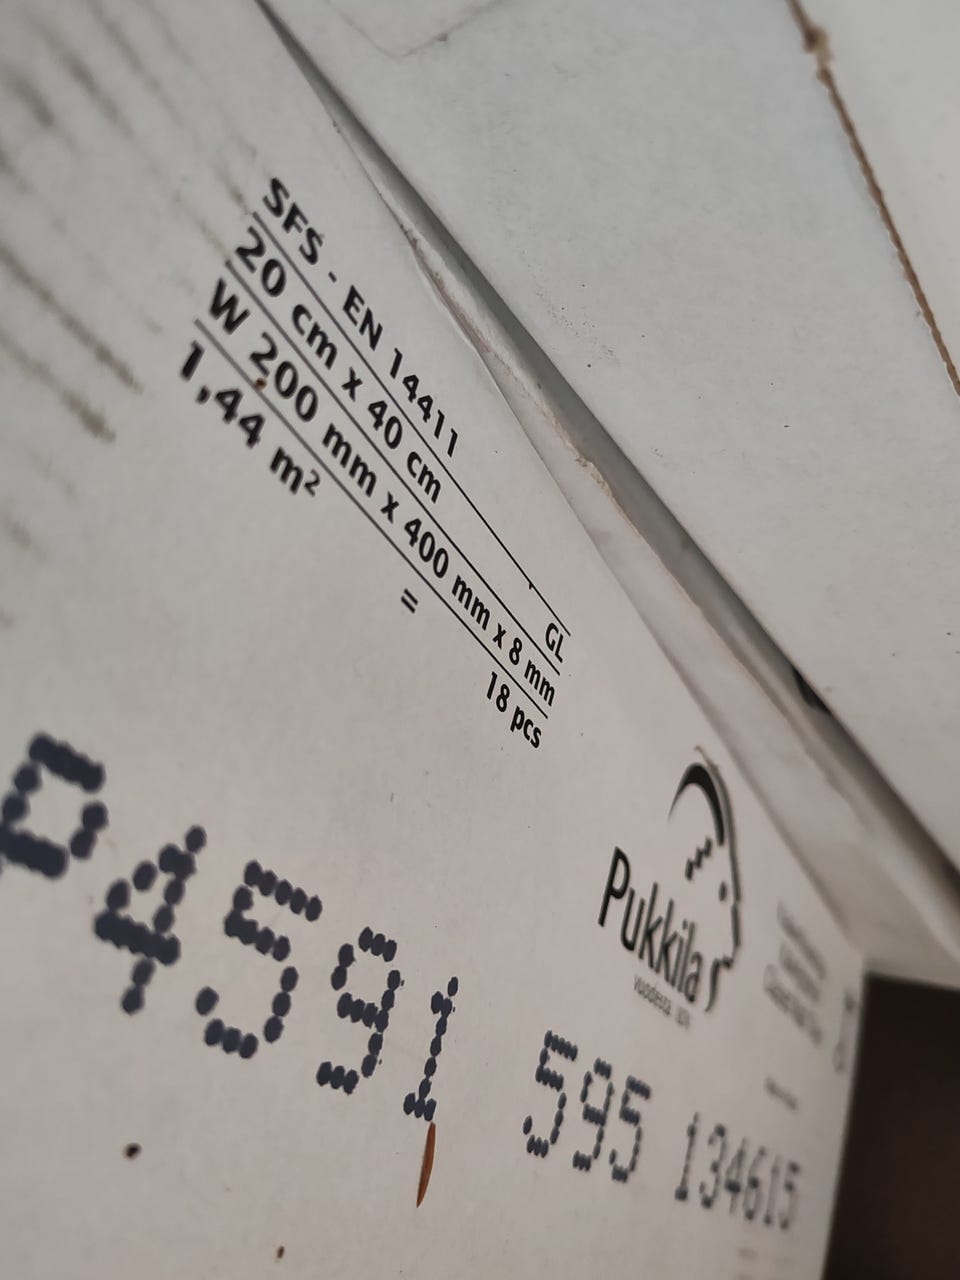 SFS - EN 14411 GL
20 cm x 40 cm
W 200 mm x 400 mm x 8 mm
1,44 m² = 18 pcs
Pukkila
vuodesta
P4591 595 134615